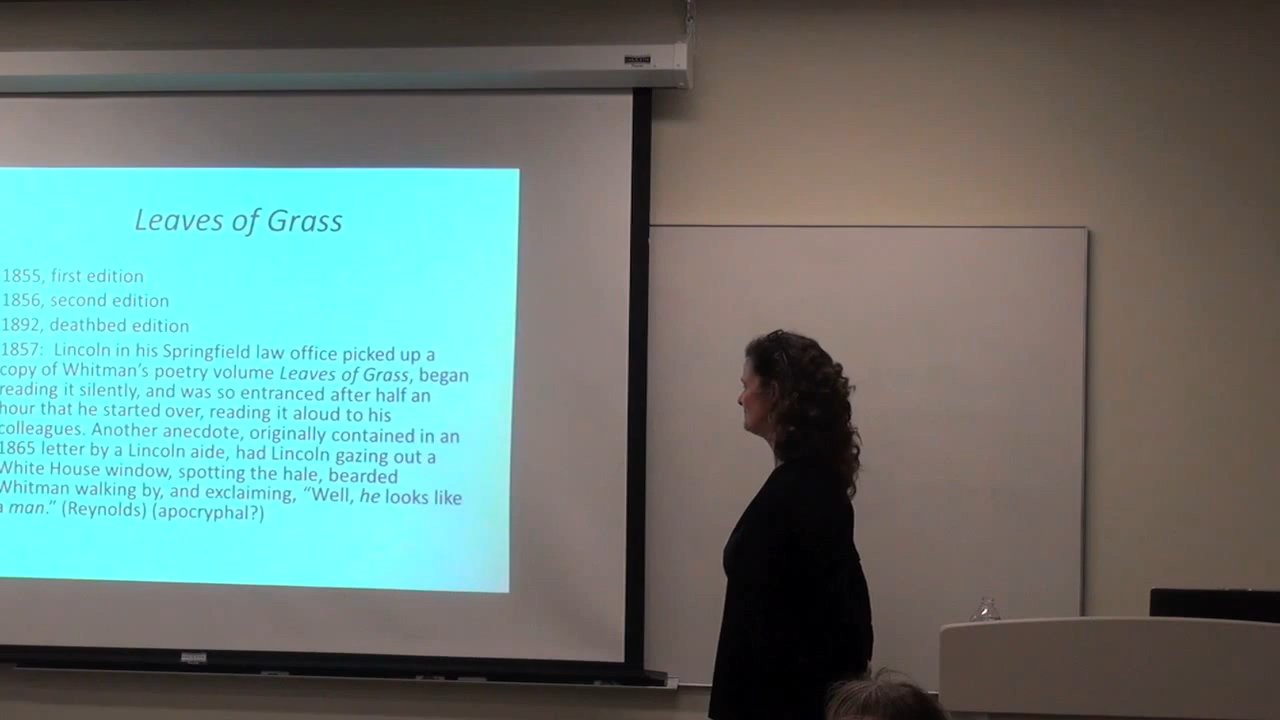 Leaves of Grass
1855, first edition
1856, second edition
1892, deathbed edition
1857: Lincoln in his Springfield law office picked up a
copy of Whitman's poetry volume Leaves of Grass, began
reading it silently, and was so entranced after half an
hour that he started over, reading it aloud to his
colleagues. Another anecdote, originally contained in an
1865 letter by a Lincoln aide, had Lincoln gazing out a
White House window, spotting the hale, bearded
Whitman walking by, and exclaiming, “Well, he looks like
a man.” (Reynolds) (apocryphal?)